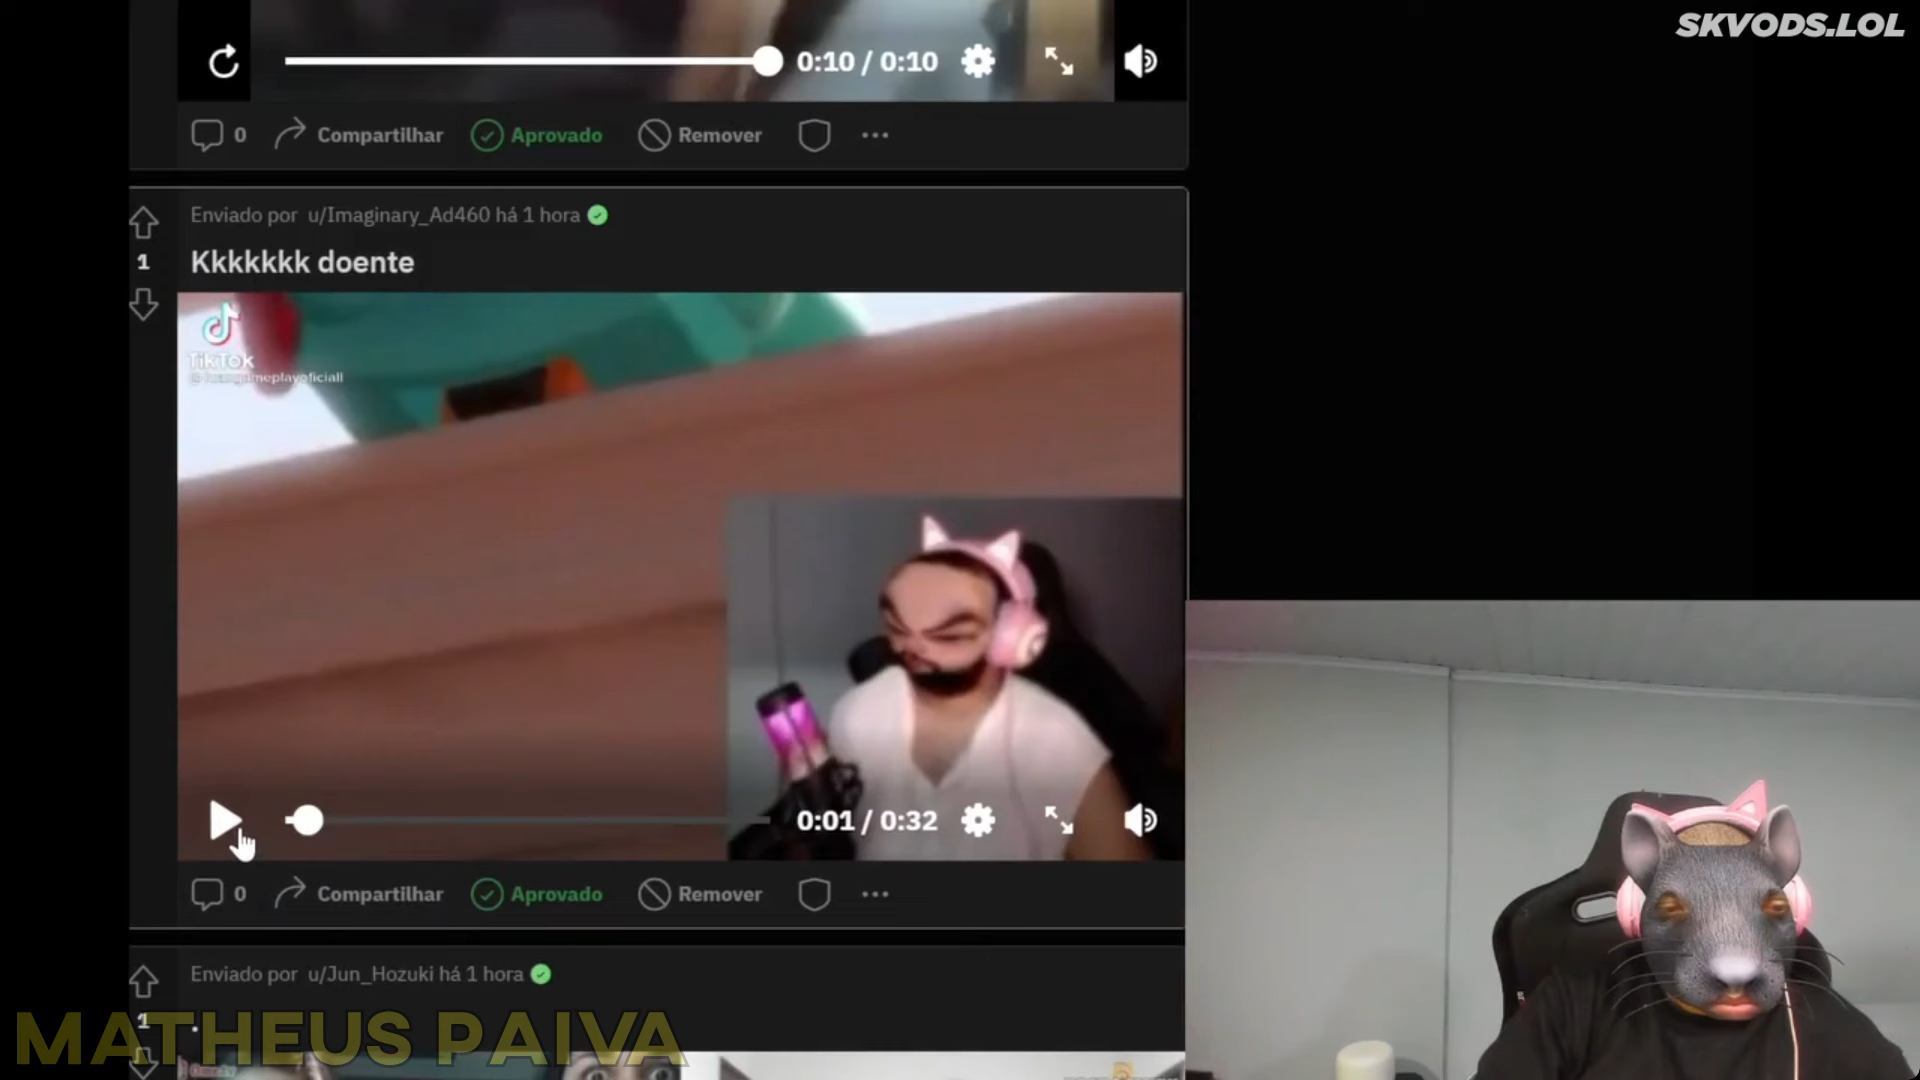 SKVODS.LOL
0:10 / 0:10
0 Compartilhar Aprovado Remover
Enviado por u/Imaginary_Ad460 há 1 hora
1
Kkkkkkk doente
TikTok
0:01 / 0:32
0 Compartilhar Aprovado Remover
Enviado por u/Jun_Hozuki há 1 hora
1 .
MATHEUS PAIVA